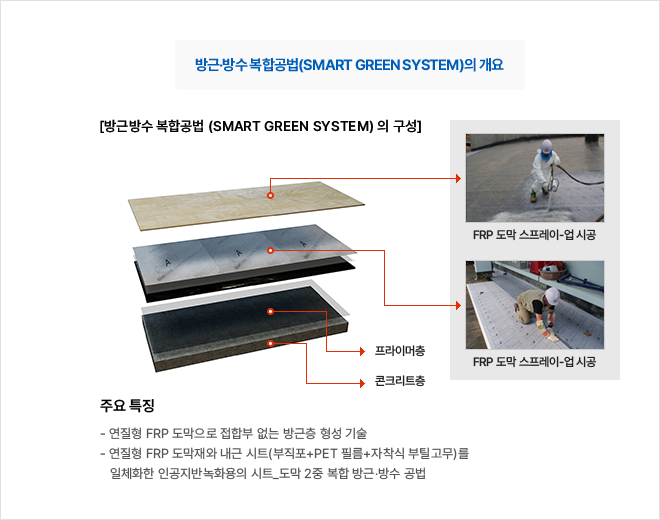 방근·방수 복합공법(SMART GREEN SYSTEM)의 개요
[방근방수 복합공법 (SMART GREEN SYSTEM) 의 구성]
FRP 도막 스프레이-업 시공
A A A
FRP 도막 스프레이-업 시공
프라이머층
콘크리트층
주요 특징
- 연질형 FRP 도막으로 접합부 없는 방근층 형성 기술
- 연질형 FRP 도막재와 내근 시트(부직포+PET 필름+자착식 부틸고무)를
일체화한 인공지반녹화용의 시트_도막 2중 복합 방근·방수 공법